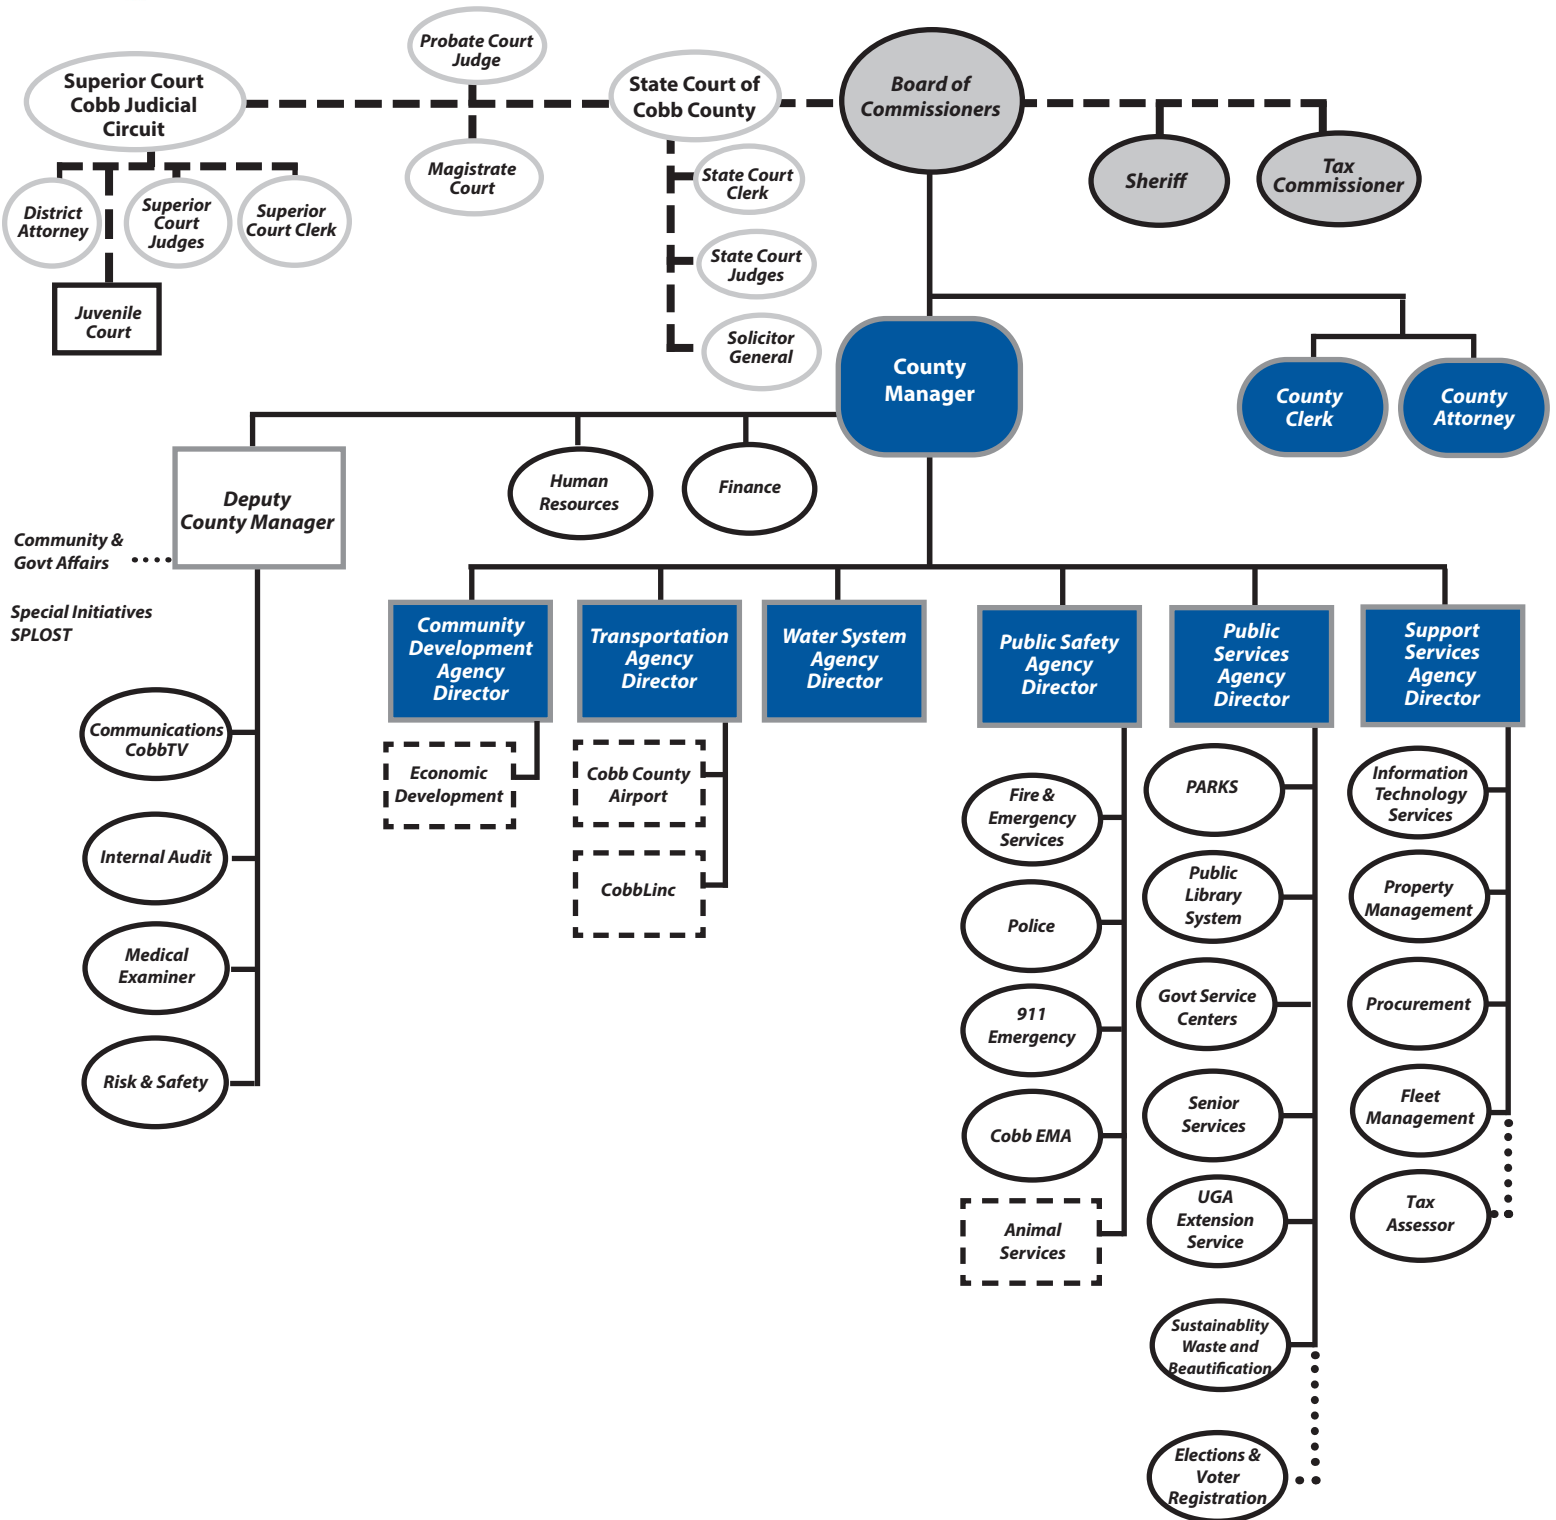 Probate Court
Judge
Superior Court
Cobb Judicial
Circuit
State Court of
Cobb County
Board of
Commissioners
Magistrate
Court
State Court
Clerk
Sheriff
Tax
Commissioner
District
Attorney
Superior
Court
Judges
Superior
Court Clerk
State Court
Judges
Juvenile
Court
Solicitor
General
County
Manager
County
Clerk
County
Attorney
Deputy
County Manager
Human
Resources
Finance
Community &
Govt Affairs
Special Initiatives
SPLOST
Community
Development
Agency
Director
Transportation
Agency
Director
Water System
Agency
Director
Public Safety
Agency
Director
Public
Services
Agency
Director
Support
Services
Agency
Director
Communications
CobbTV
Internal Audit
Medical
Examiner
Risk & Safety
Economic
Development
Cobb County
Airport
CobbLinc
Fire &
Emergency
Services
Police
911
Emergency
Cobb EMA
Animal
Services
PARKS
Public
Library
System
Govt Service
Centers
Senior
Services
UGA
Extension
Service
Sustainablity
Waste and
Beautification
Elections &
Voter
Registration
Information
Technology
Services
Property
Management
Procurement
Fleet
Management
Tax
Assessor